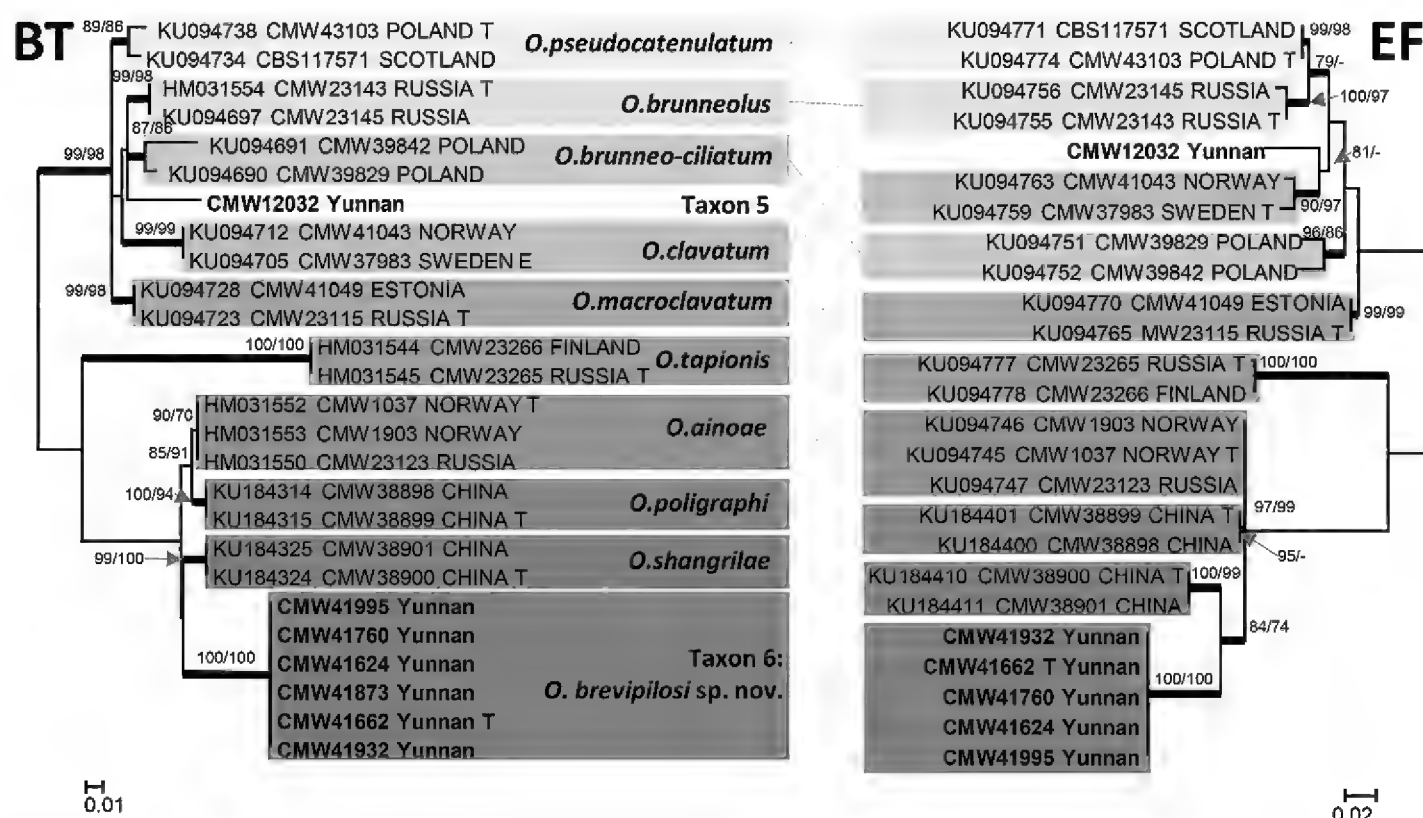 BT
89/86
KU094738 CMW43103 POLAND T
KU094734 CBS117571 SCOTLAND
O.pseudocatenulatum
99/98
HM031554 CMW23143 RUSSIA T
KU094697 CMW23145 RUSSIA
O.brunneolus
87/86
KU094691 CMW39842 POLAND
KU094690 CMW39829 POLAND
O.brunneo-ciliatum
99/98
CMW12032 Yunnan
Taxon 5
99/99
KU094712 CMW41043 NORWAY
KU094705 CMW37983 SWEDEN E
O.clavatum
99/98
KU094728 CMW41049 ESTONIA
KU094723 CMW23115 RUSSIA T
O.macroclavatum
100/100
HM031544 CMW23266 FINLAND
HM031545 CMW23265 RUSSIA T
O.tapionis
90/70
HM031552 CMW1037 NORWAY T
HM031553 CMW1903 NORWAY
HM031550 CMW23123 RUSSIA
O.ainoae
85/91
100/94
KU184314 CMW38898 CHINA
KU184315 CMW38899 CHINA T
O.poligraphi
99/100
KU184325 CMW38901 CHINA
KU184324 CMW38900 CHINA T
O.shangrilae
100/100
CMW41995 Yunnan
CMW41760 Yunnan
CMW41624 Yunnan
CMW41873 Yunnan
CMW41662 Yunnan T
CMW41932 Yunnan
Taxon 6:
O. brevipilosi sp. nov.
0.01
EF
KU094771 CBS117571 SCOTLAND
KU094774 CMW43103 POLAND T
99/98
79/-
KU094756 CMW23145 RUSSIA
KU094755 CMW23143 RUSSIA T
100/97
CMW12032 Yunnan
81/-
KU094763 CMW41043 NORWAY
KU094759 CMW37983 SWEDEN T
90/97
96/86
KU094751 CMW39829 POLAND
KU094752 CMW39842 POLAND
KU094770 CMW41049 ESTONIA
KU094765 MW23115 RUSSIA T
99/99
KU094777 CMW23265 RUSSIA T
KU094778 CMW23266 FINLAND
100/100
KU094746 CMW1903 NORWAY
KU094745 CMW1037 NORWAY T
KU094747 CMW23123 RUSSIA
97/99
KU184401 CMW38899 CHINA T
KU184400 CMW38898 CHINA
95/-
KU184410 CMW38900 CHINA T
KU184411 CMW38901 CHINA
100/99
84/74
CMW41932 Yunnan
CMW41662 T Yunnan
CMW41760 Yunnan
CMW41624 Yunnan
CMW41995 Yunnan
100/100
0.02